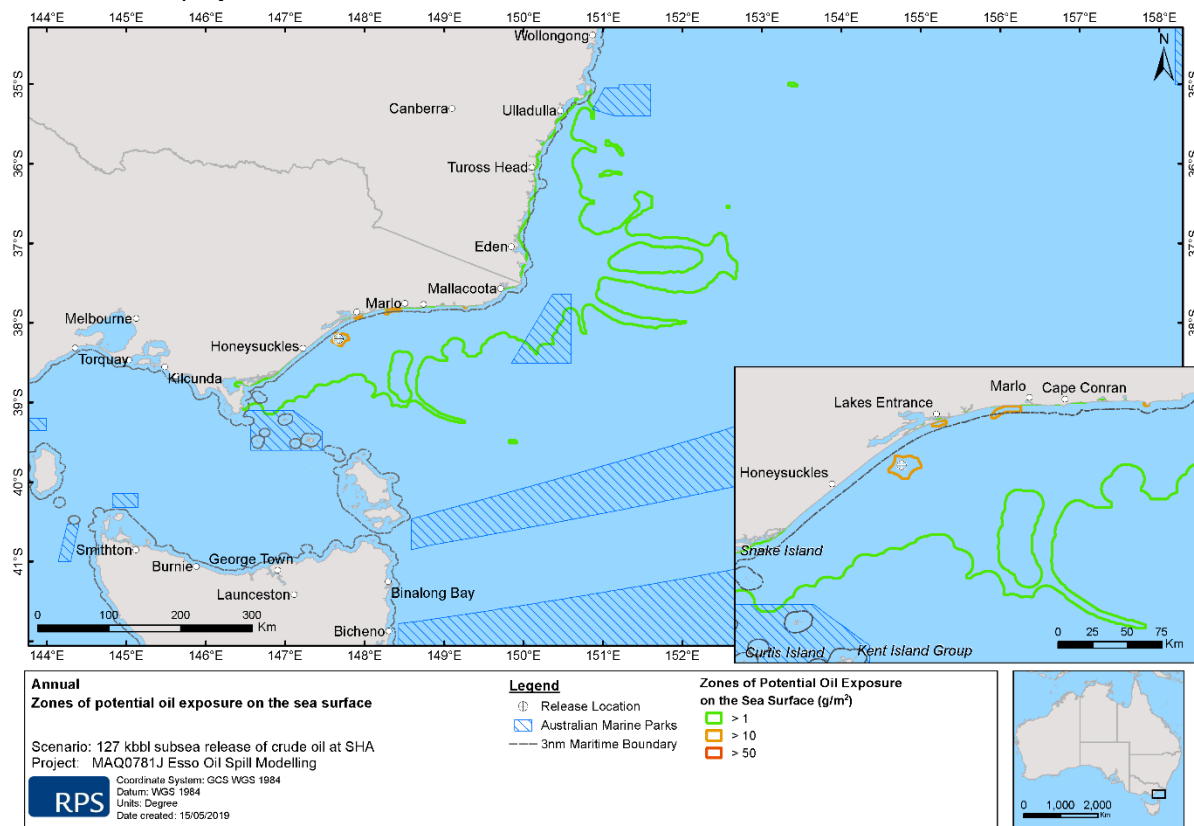 144°E 145°E 146°E 147°E 148°E 149°E 150°E 151°E 152°E 153°E 154°E 155°E 156°E 157°E 158°E
Wollongong
N
35°S 35°S
Canberra
Ulladulla
36°S 36°S
Tuross Head
37°S 37°S
Eden
Mallacoota
Marlo
38°S 38°S
Melbourne
Honeysuckles
Torquay
Kilcunda
39°S
40°S
41°S
Smithton
Burnie
George Town
Launceston
Binalong Bay
Bicheno
0 100 200 300
Km
Marlo
Cape Conran
Lakes Entrance
Honeysuckles
Snake Island
Curtis Island
Kent Island Group
0 25 50 75
Km
144°E 145°E 146°E 147°E 148°E 149°E 150°E 151°E 152°E 153°E 154°E 155°E 156°E 157°E 158°E
Annual
Zones of potential oil exposure on the sea surface
Scenario: 127 kbbl subsea release of crude oil at SHA
Project: MAQ0781J Esso Oil Spill Modelling
RPS
Coordinate System: GCS WGS 1984
Datum: WGS 1984
Units: Degree
Date created: 15/05/2019
Legend
Release Location
Australian Marine Parks
3nm Maritime Boundary
Zones of Potential Oil Exposure
on the Sea Surface (g/m²)
> 1
> 10
> 50
0 1,000 2,000
Km